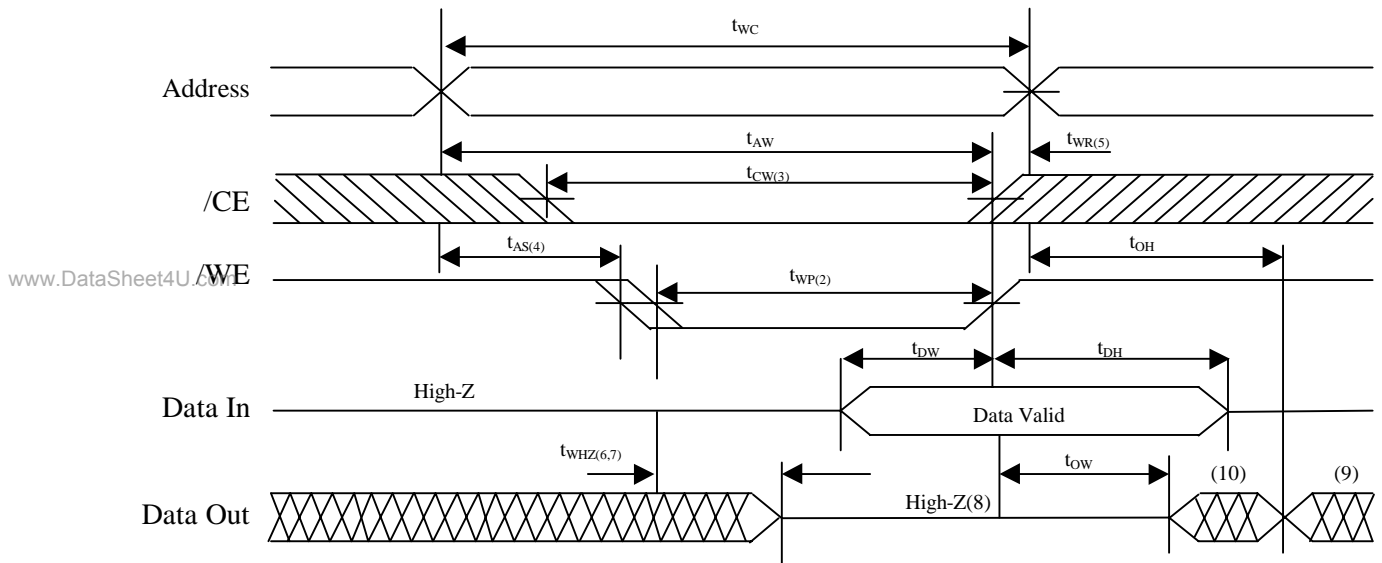 tWC
Address
tAW
tWR(5)
tCW(3)
/CE
tAS(4)
tOH
www.DataSheet4U.com
/WE
tWP(2)
tDW
tDH
High-Z
Data In
Data Valid
tWHZ(6,7)
tOW
(10)
(9)
High-Z(8)
Data Out